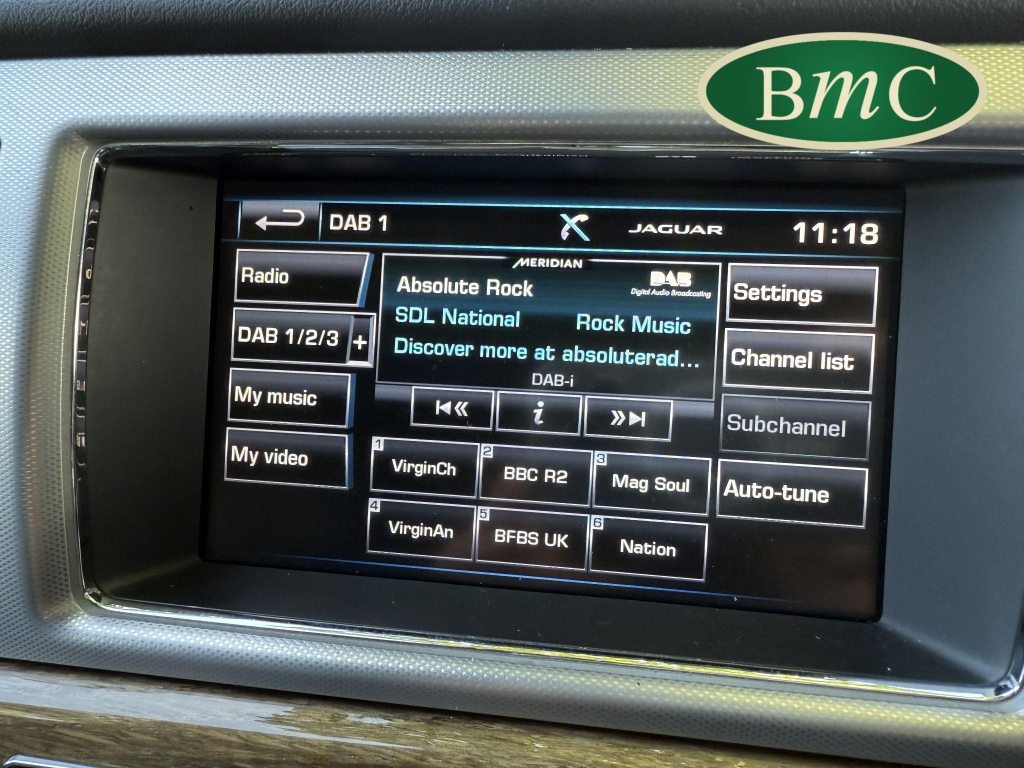 BmC
DAB 1
JAGUAR
11:18
Radio
DAB 1/2/3 +
My music
My video
MERIDIAN
Absolute Rock
DAB
Digital Audio Broadcasting
SDL National
Rock Music
Discover more at absoluterad...
DAB-i
i
1 VirginCh
2 BBC R2
3 Mag Soul
4 VirginAn
5 BFBS UK
6 Nation
Settings
Channel list
Subchannel
Auto-tune